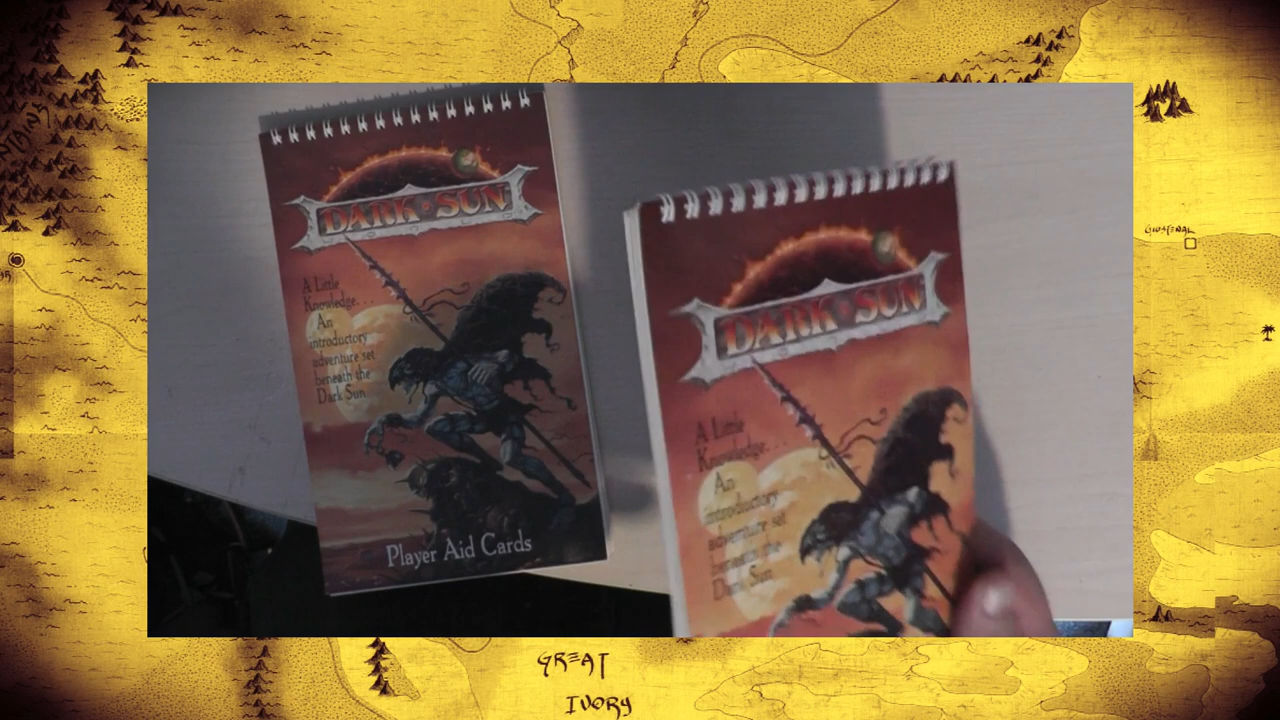 DARK SUN
A Little
Knowledge. . .
An
introductory
adventure set
beneath the
Dark Sun
Player Aid Cards
DARK SUN
A Little
Knowledge. . .
An
introductory
adventure set
beneath the
Dark Sun
GIUSTENAL
GREAT
IVORY